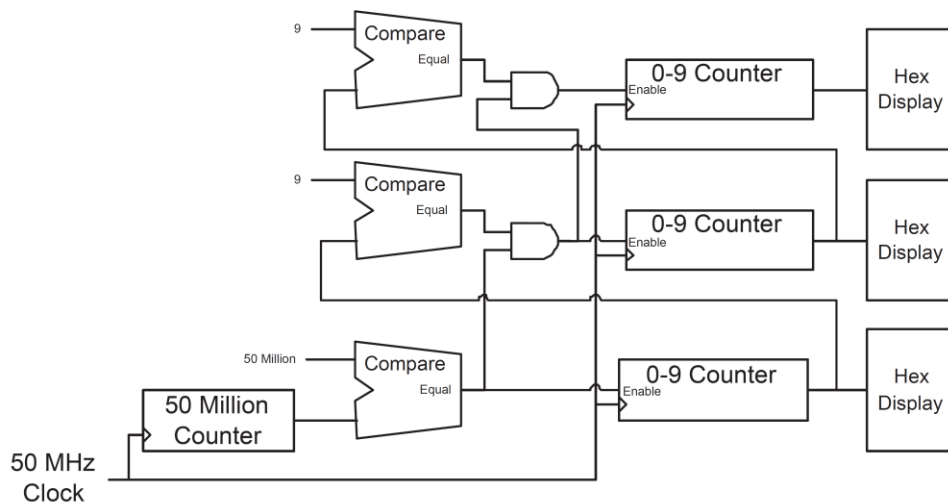 9
Compare
Equal
0-9 Counter
Enable
Hex
Display
9
Compare
Equal
0-9 Counter
Enable
Hex
Display
50 Million
Compare
Equal
0-9 Counter
Enable
Hex
Display
50 Million
Counter
50 MHz
Clock